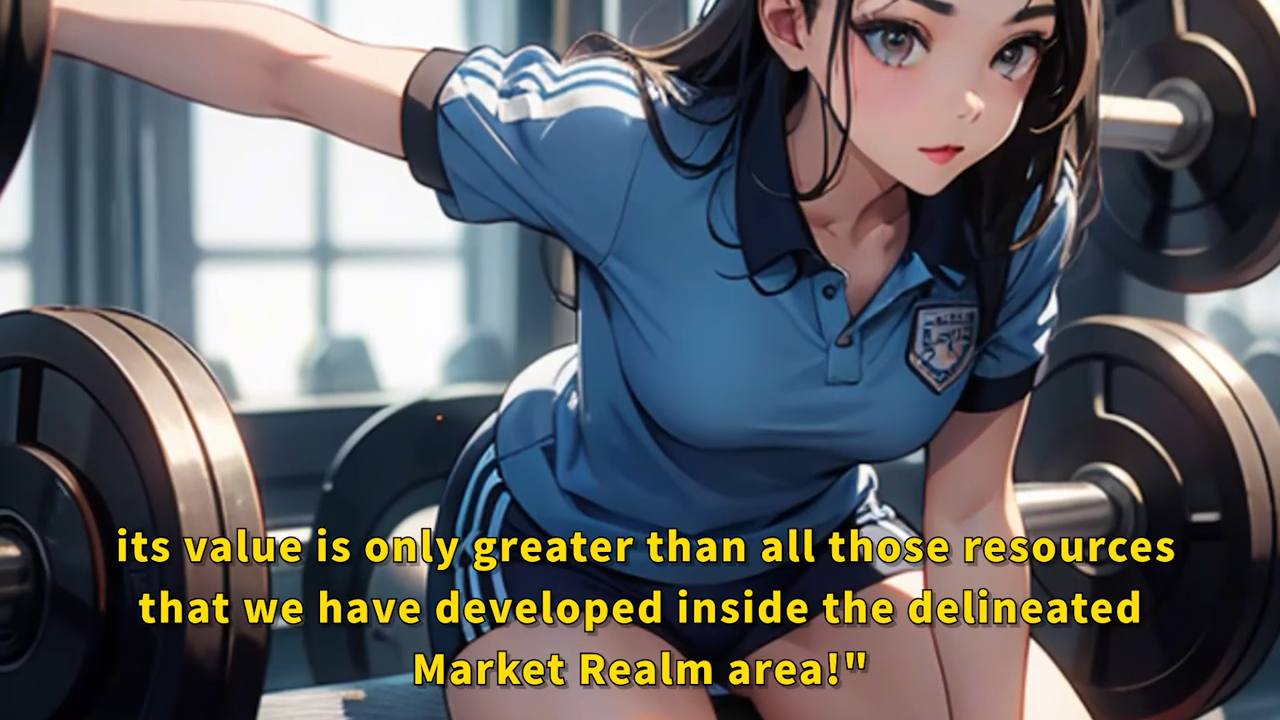 its value is only greater than all those resources
that we have developed inside the delineated
Market Realm area!"